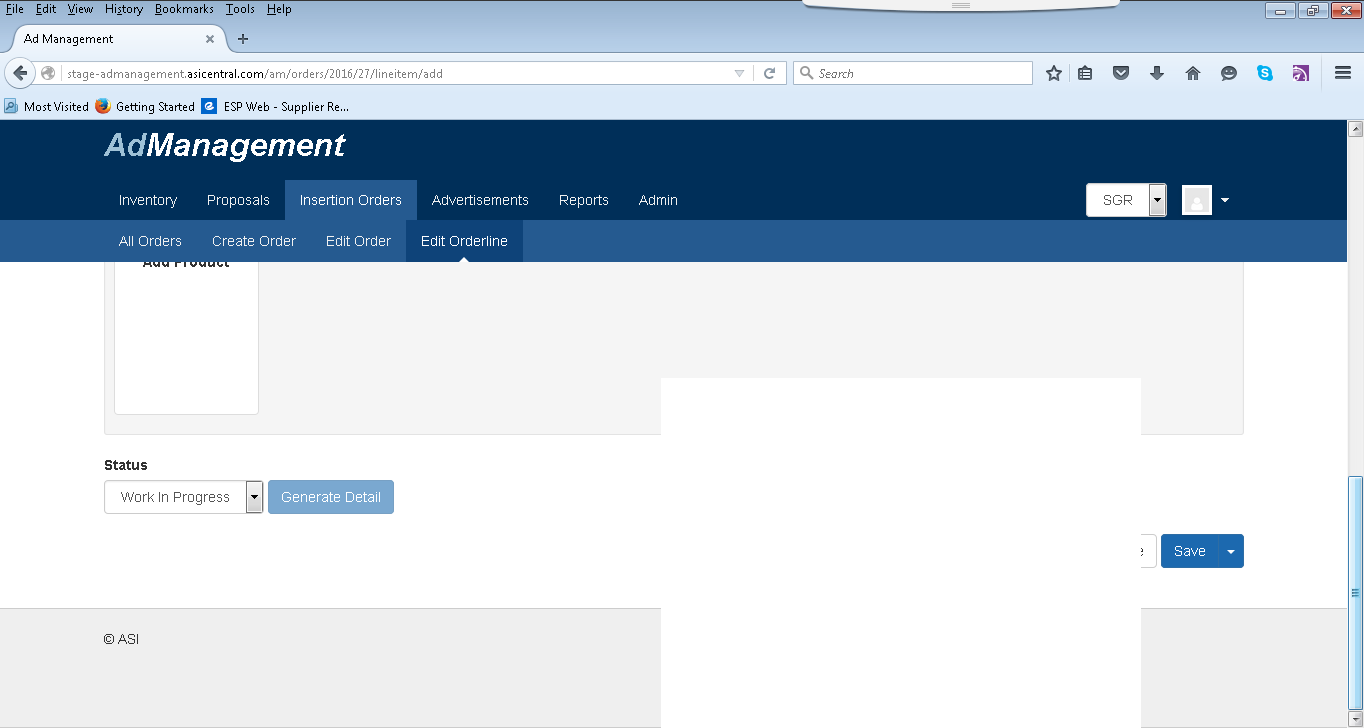 File Edit View History Bookmarks Tools Help
Ad Management
stage-admanagement.asicentral.com/am/orders/2016/27/lineitem/add
Search
Most Visited Getting Started ESP Web - Supplier Re...
AdManagement
Inventory Proposals Insertion Orders Advertisements Reports Admin SGR
All Orders Create Order Edit Order Edit Orderline
Add Product
Status
Work In Progress Generate Detail
Save
© ASI